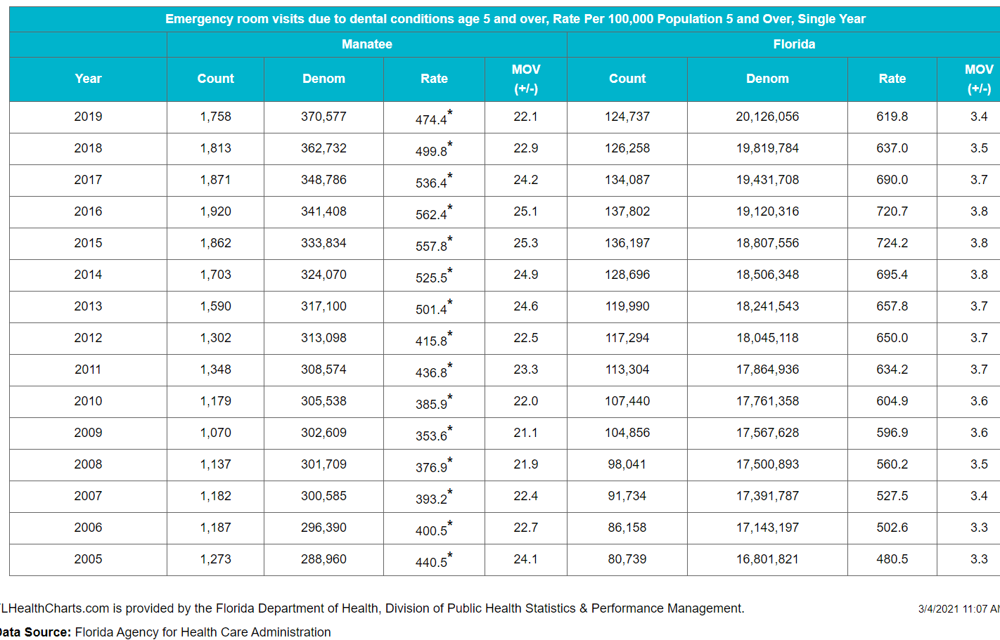 Emergency room visits due to dental conditions age 5 and over, Rate Per 100,000 Population 5 and Over, Single Year
Manatee Florida
Year Count Denom Rate MOV (+/-) Count Denom Rate MOV (+/-)
2019 1,758 370,577 474.4* 22.1 124,737 20,126,056 619.8 3.4
2018 1,813 362,732 499.8* 22.9 126,258 19,819,784 637.0 3.5
2017 1,871 348,786 536.4* 24.2 134,087 19,431,708 690.0 3.7
2016 1,920 341,408 562.4* 25.1 137,802 19,120,316 720.7 3.8
2015 1,862 333,834 557.8* 25.3 136,197 18,807,556 724.2 3.8
2014 1,703 324,070 525.5* 24.9 128,696 18,506,348 695.4 3.8
2013 1,590 317,100 501.4* 24.6 119,990 18,241,543 657.8 3.7
2012 1,302 313,098 415.8* 22.5 117,294 18,045,118 650.0 3.7
2011 1,348 308,574 436.8* 23.3 113,304 17,864,936 634.2 3.7
2010 1,179 305,538 385.9* 22.0 107,440 17,761,358 604.9 3.6
2009 1,070 302,609 353.6* 21.1 104,856 17,567,628 596.9 3.6
2008 1,137 301,709 376.9* 21.9 98,041 17,500,893 560.2 3.5
2007 1,182 300,585 393.2* 22.4 91,734 17,391,787 527.5 3.4
2006 1,187 296,390 400.5* 22.7 86,158 17,143,197 502.6 3.3
2005 1,273 288,960 440.5* 24.1 80,739 16,801,821 480.5 3.3
LHealthCharts.com is provided by the Florida Department of Health, Division of Public Health Statistics & Performance Management. 3/4/2021 11:07 A
ata Source: Florida Agency for Health Care Administration